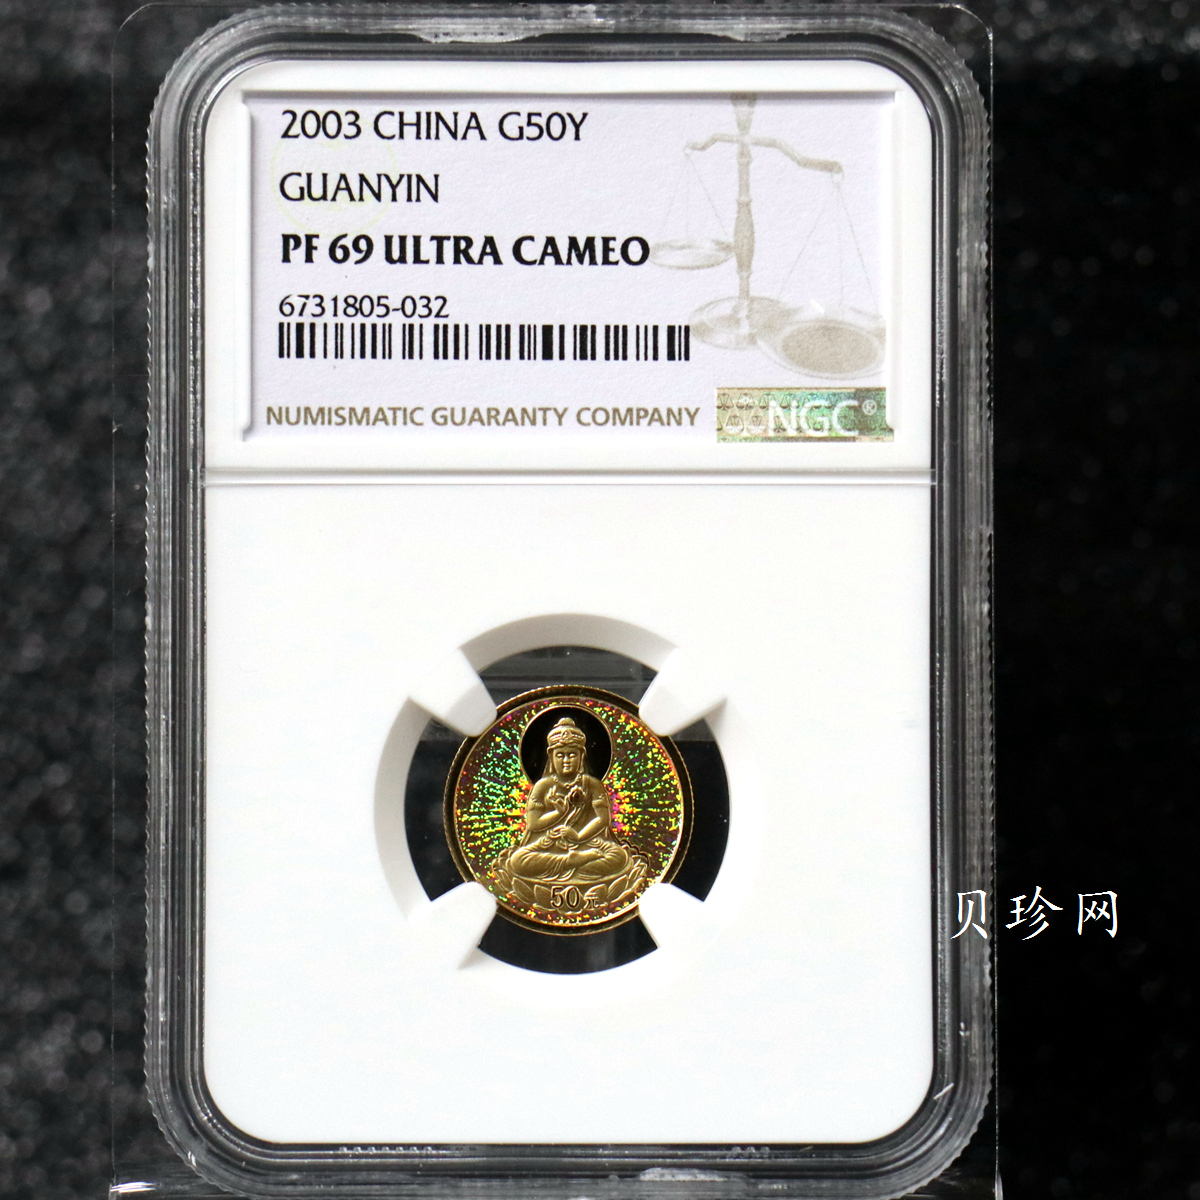 2003 CHINA G50Y
GUANYIN
PF 69 ULTRA CAMEO
6731805-032
NUMISMATIC GUARANTY COMPANY
NGC®
50元
贝珍网